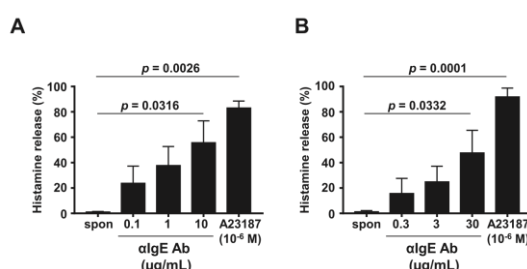 A
p = 0.0026
p = 0.0316
Histamine release (%)
100
80
60
40
20
0
spon 0.1 1 10 A23187
(10⁻⁶ M)
αIgE Ab
(μg/mL)
B
p = 0.0001
p = 0.0332
Histamine release (%)
100
80
60
40
20
0
spon 0.3 3 30 A23187
(10⁻⁶ M)
αIgE Ab
(μg/mL)